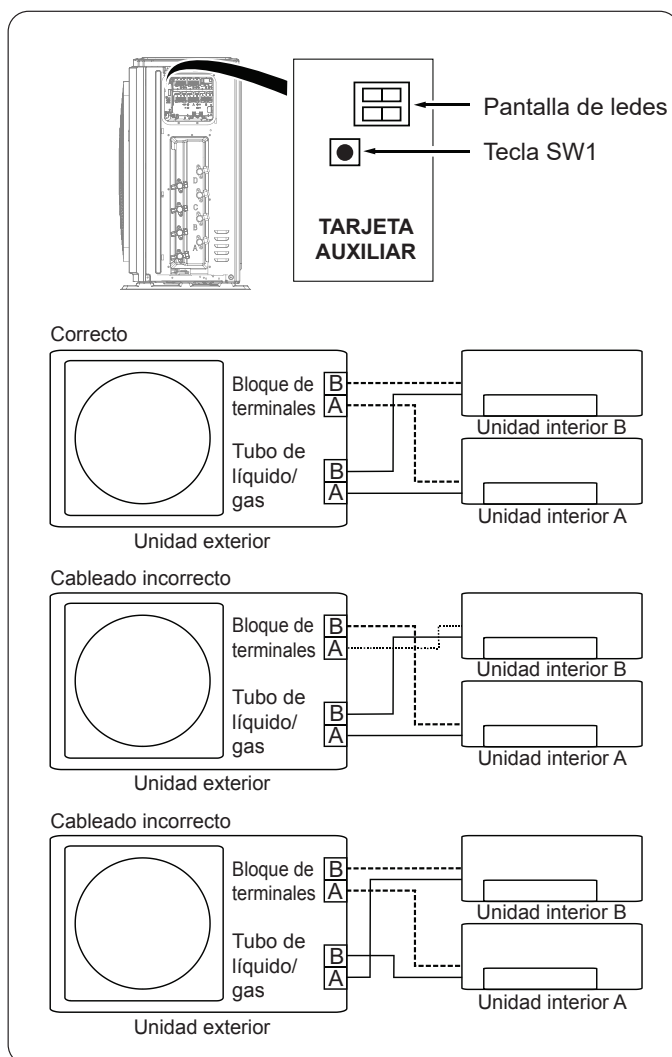 Pantalla de ledes
Tecla SW1
TARJETA
AUXILIAR
D
C
B
A
Correcto
Bloque de
terminales
B
A
Tubo de
líquido/
gas
B
A
Unidad exterior
Unidad interior B
Unidad interior A
Cableado incorrecto
Bloque de
terminales
B
A
Tubo de
líquido/
gas
B
A
Unidad exterior
Unidad interior B
Unidad interior A
Cableado incorrecto
Bloque de
terminales
B
A
Tubo de
líquido/
gas
B
A
Unidad exterior
Unidad interior B
Unidad interior A